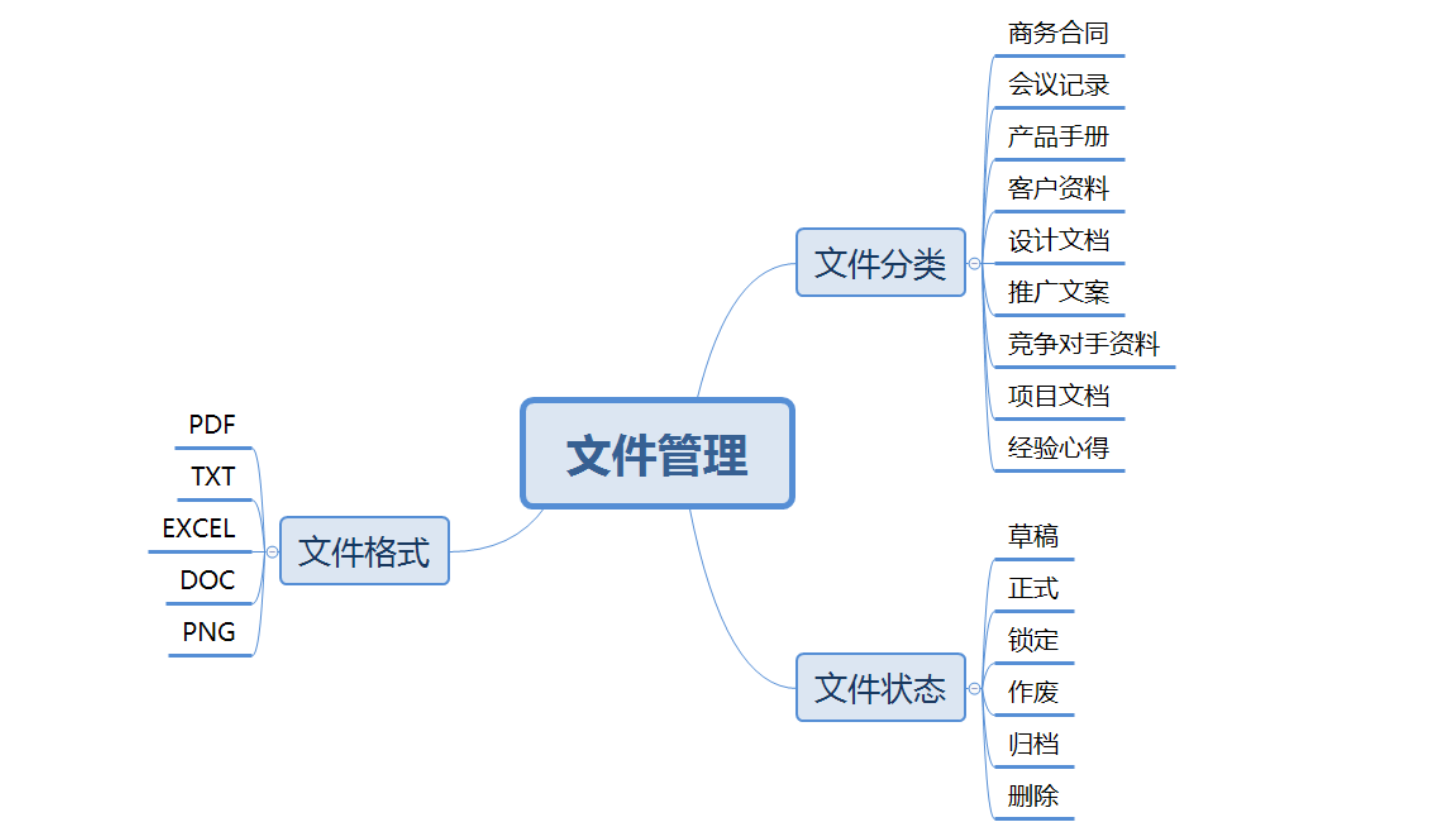 文件管理
文件分类
商务合同
会议记录
产品手册
客户资料
设计文档
推广文案
竞争对手资料
项目文档
经验心得
文件状态
草稿
正式
锁定
作废
归档
删除
文件格式
PDF
TXT
EXCEL
DOC
PNG